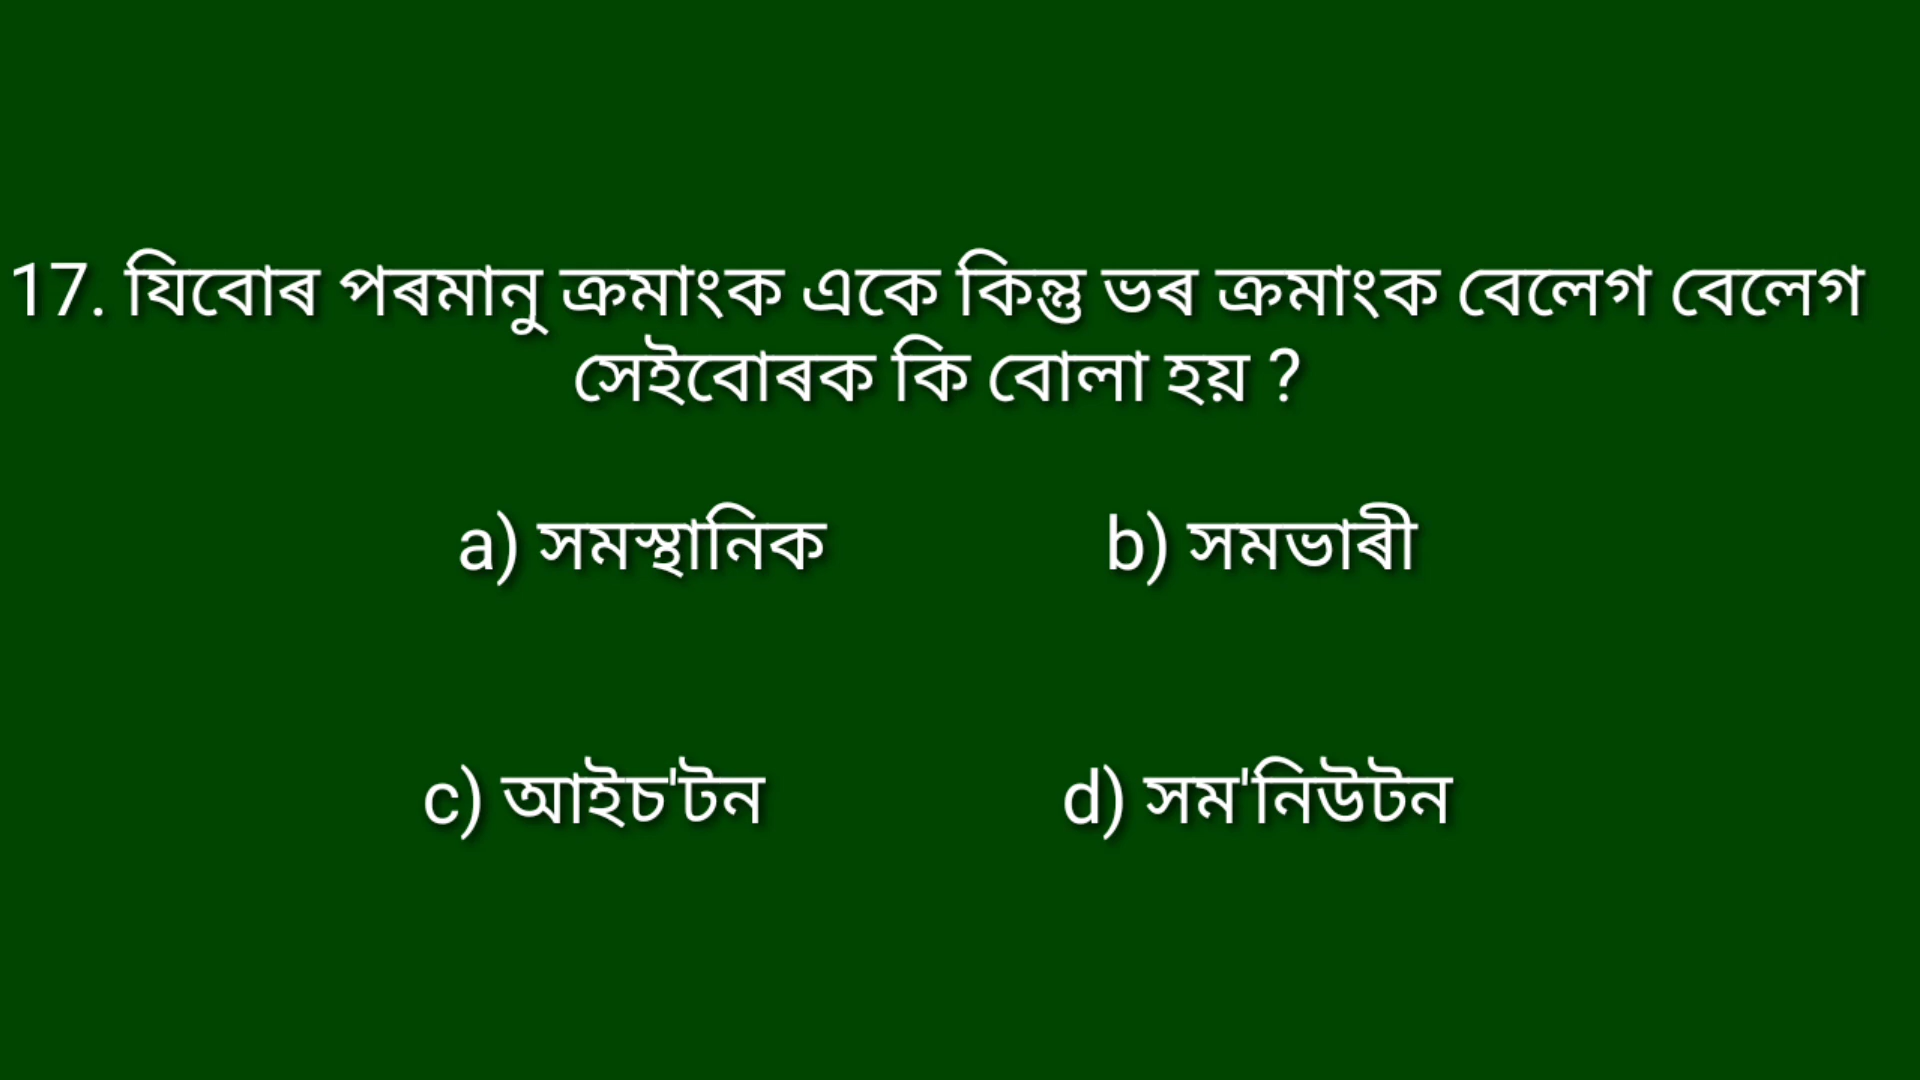 17. যিবোৰ পৰমানু ক্ৰমাংক একে কিন্তু ভৰ ক্ৰমাংক বেলেগ বেলেগ
সেইবোৰক কি বোলা হয় ?
a) সমস্থানিক b) সমভাৰী
c) আইচ'টন d) সম'নিউটন